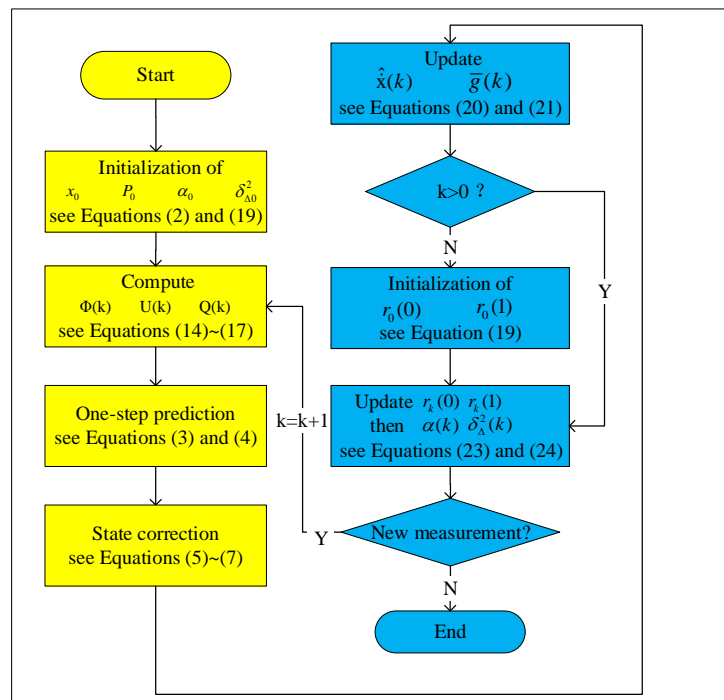 Start
Initialization of
x₀ P₀ α₀ δ²_Δ0
see Equations (2) and (19)
Compute
Φ(k) U(k) Q(k)
see Equations (14)~(17)
One-step prediction
see Equations (3) and (4)
State correction
see Equations (5)~(7)
k=k+1
Update
x̂̇(k) g̅(k)
see Equations (20) and (21)
k>0 ?
N
Y
Initialization of
r₀(0) r₀(1)
see Equation (19)
Update rₖ(0) rₖ(1)
then α(k) δ²_Δ(k)
see Equations (23) and (24)
New measurement?
Y
N
End